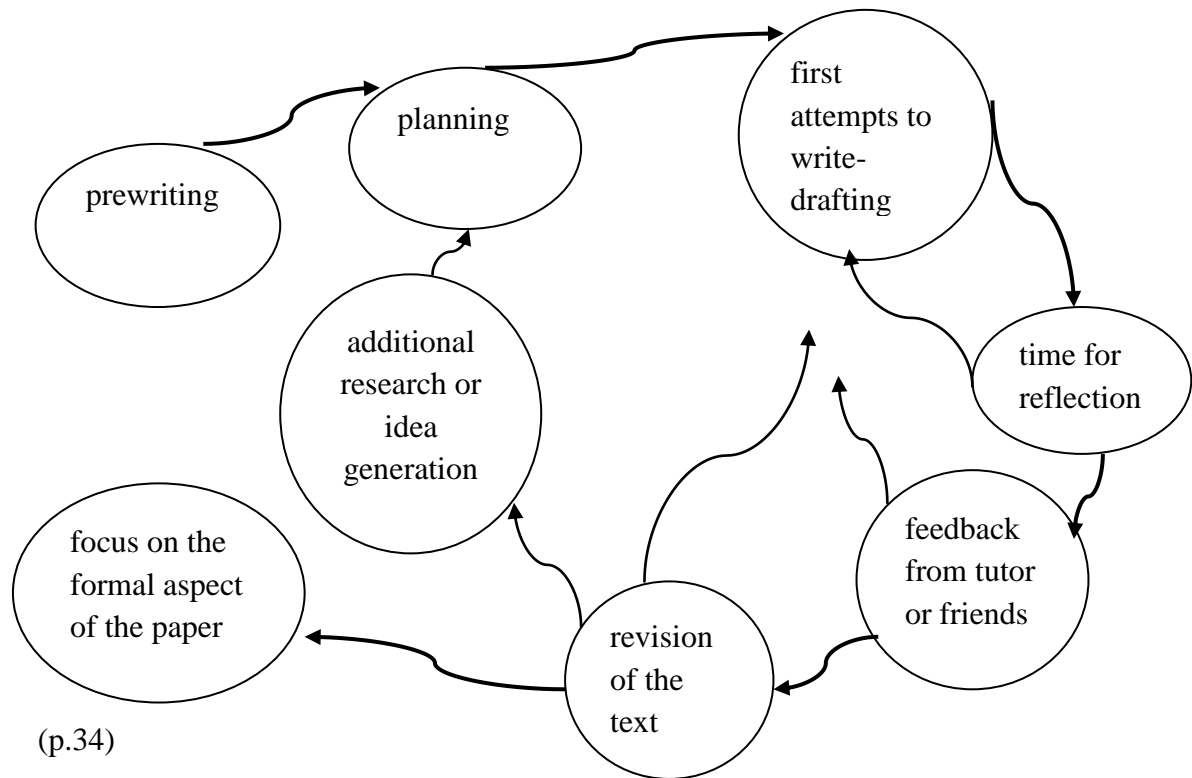 prewriting
planning
first
attempts to
write-
drafting
time for
reflection
feedback
from tutor
or friends
revision
of the
text
additional
research or
idea
generation
focus on the
formal aspect
of the paper
(p.34)